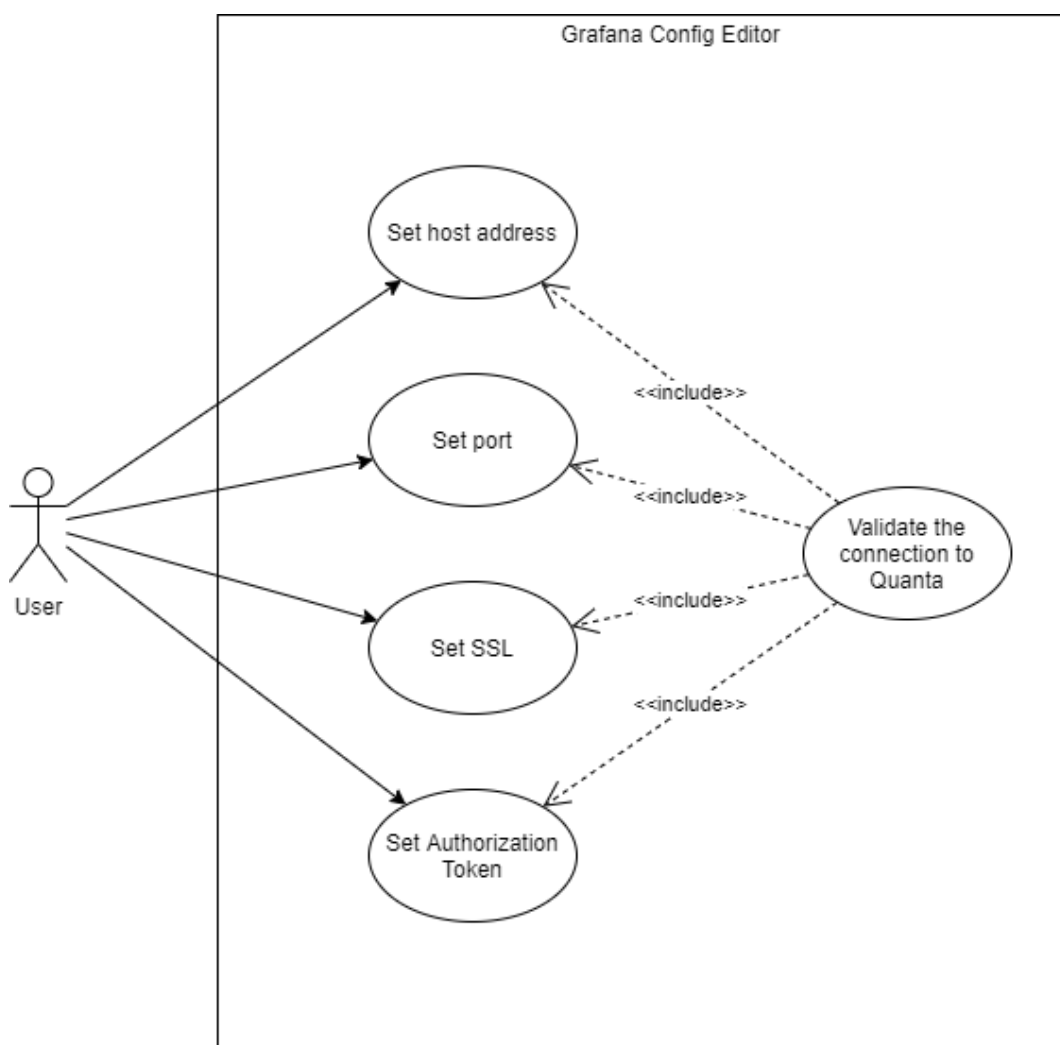 Grafana Config Editor
Set host address
<<include>>
Set port
<<include>>
Validate the
connection to
Quanta
User
<<include>>
Set SSL
<<include>>
Set Authorization
Token